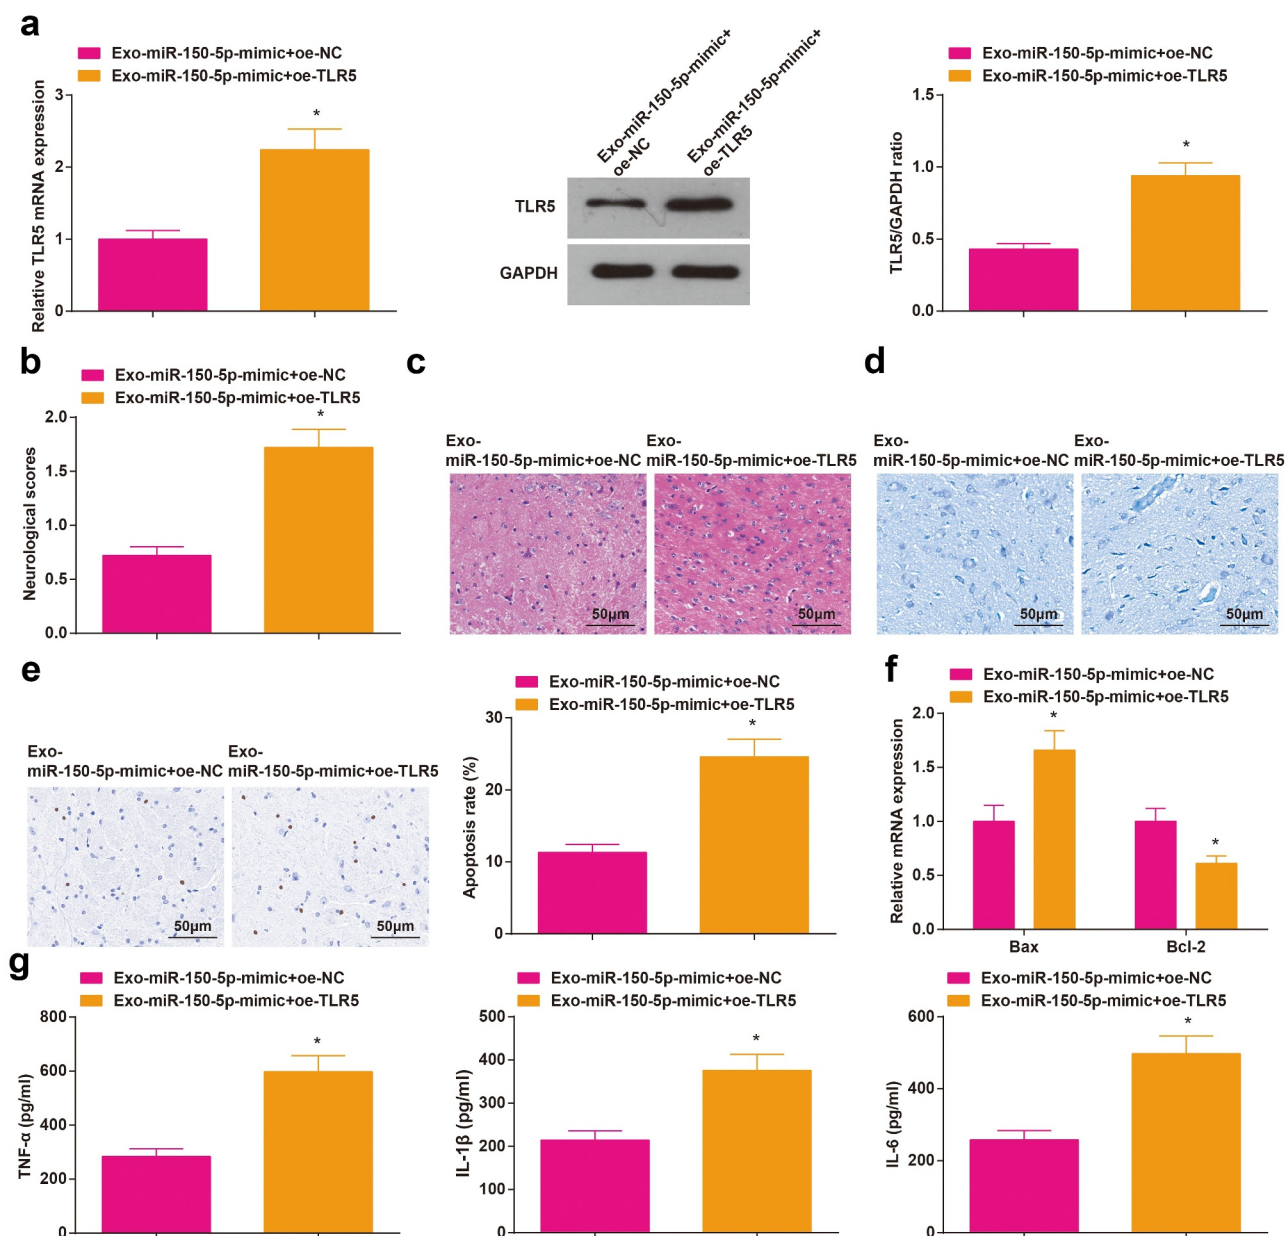 a
Exo-miR-150-5p-mimic+oe-NC
Exo-miR-150-5p-mimic+oe-TLR5
Relative TLR5 mRNA expression
3
2
1
0
*
Exo-miR-150-5p-mimic+
oe-NC
Exo-miR-150-5p-mimic+
oe-TLR5
TLR5
GAPDH
Exo-miR-150-5p-mimic+oe-NC
Exo-miR-150-5p-mimic+oe-TLR5
TLR5/GAPDH ratio
1.5
1.0
0.5
0.0
*
b
Exo-miR-150-5p-mimic+oe-NC
Exo-miR-150-5p-mimic+oe-TLR5
Neurological scores
2.0
1.5
1.0
0.5
0.0
*
c
Exo-
miR-150-5p-mimic+oe-NC
Exo-
miR-150-5p-mimic+oe-TLR5
50μm
50μm
d
Exo-
miR-150-5p-mimic+oe-NC
Exo-
miR-150-5p-mimic+oe-TLR5
50μm
50μm
e
Exo-
miR-150-5p-mimic+oe-NC
Exo-
miR-150-5p-mimic+oe-TLR5
50μm
50μm
Exo-miR-150-5p-mimic+oe-NC
Exo-miR-150-5p-mimic+oe-TLR5
Apoptosis rate (%)
30
20
10
0
*
f
Exo-miR-150-5p-mimic+oe-NC
Exo-miR-150-5p-mimic+oe-TLR5
Relative mRNA expression
2.0
1.5
1.0
0.5
0.0
*
*
Bax
Bcl-2
g
Exo-miR-150-5p-mimic+oe-NC
Exo-miR-150-5p-mimic+oe-TLR5
TNF-α (pg/ml)
800
600
400
200
0
*
Exo-miR-150-5p-mimic+oe-NC
Exo-miR-150-5p-mimic+oe-TLR5
IL-1β (pg/ml)
500
400
300
200
100
0
*
Exo-miR-150-5p-mimic+oe-NC
Exo-miR-150-5p-mimic+oe-TLR5
IL-6 (pg/ml)
600
400
200
0
*